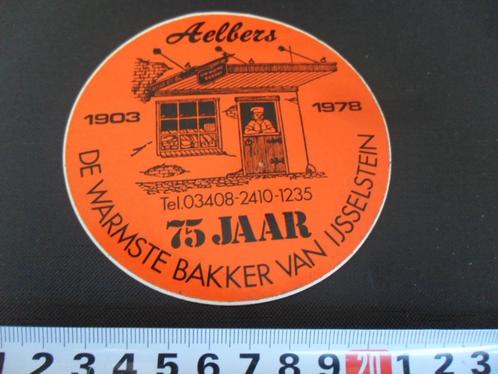 Aelbers
1903 1978
Tel.03408-2410-1235
75 JAAR
DE WARMSTE BAKKER VAN IJSSELSTEIN
1 2 3 4 5 6 7 8 9 20 1 2 3